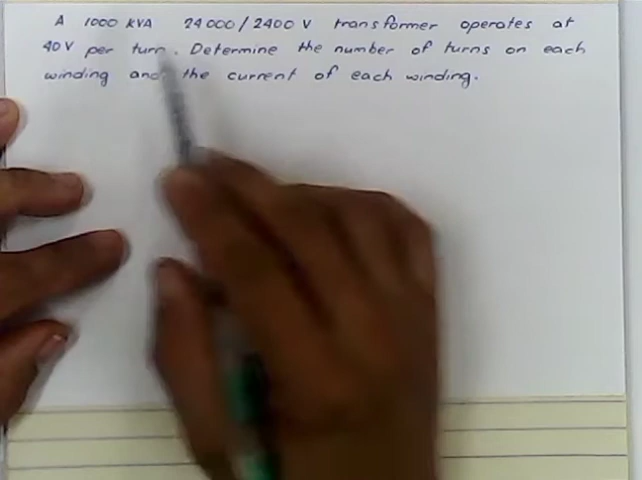 A 1000 KVA 24000/2400 V transformer operates at
40V per turn. Determine the number of turns on each
winding and the current of each winding.